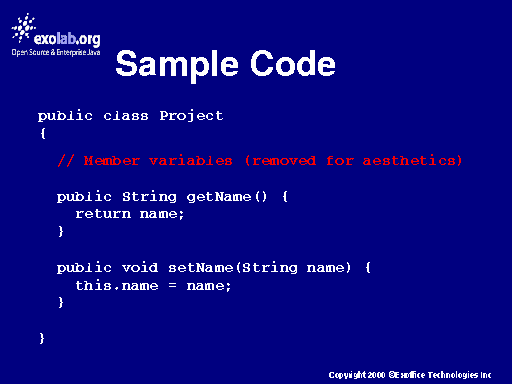 exolab.org
Open Source & Enterprise Java
Sample Code
public class Project
{
// Member variables (removed for aesthetics)
public String getName() {
return name;
}
public void setName(String name) {
this.name = name;
}
}
Copyright 2000 ©Exoffice Technologies Inc